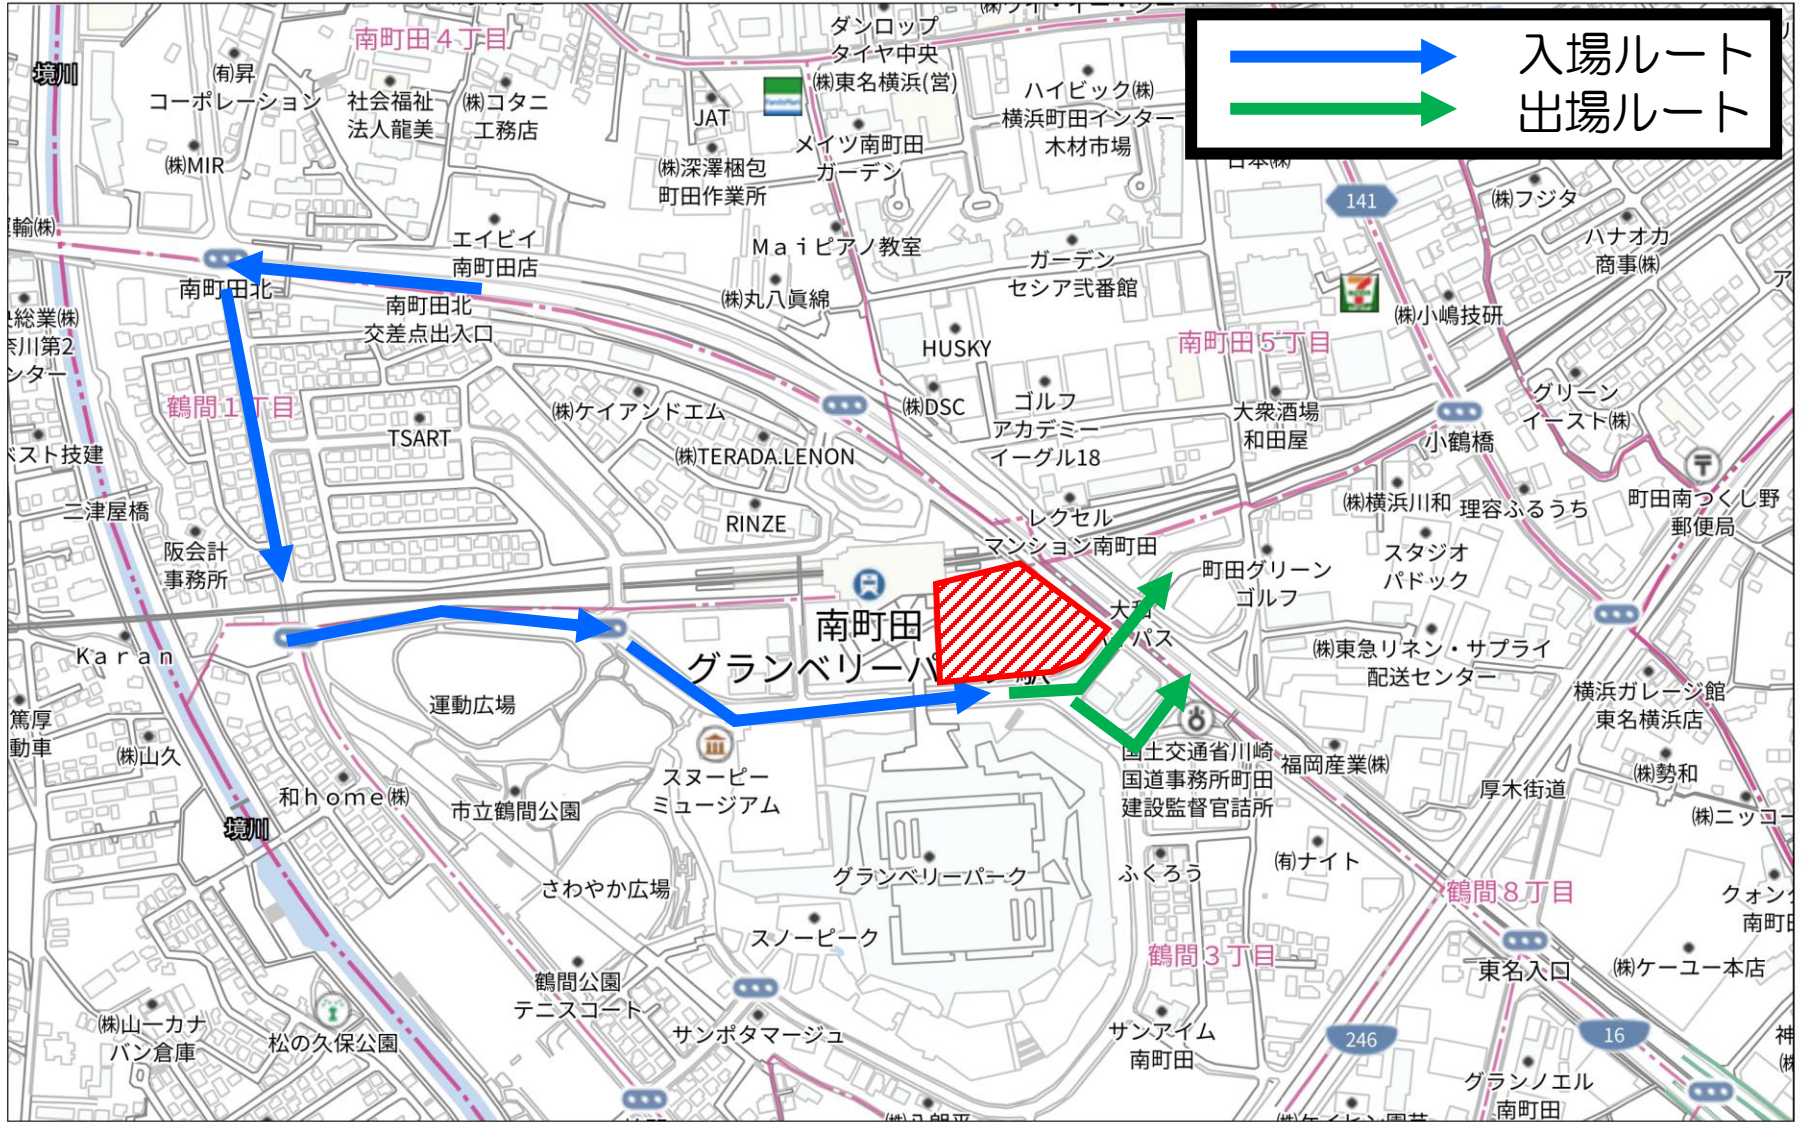 入場ルート
出場ルート
南町田４丁目
境川
㈲昇
コーポレーション
社会福祉
法人龍美
㈱コタニ
工務店
㈱MIR
ダンロップ
タイヤ中央
㈱東名横浜(営)
FamilyMart
JAT
㈱深澤梱包
町田作業所
メイツ南町田
ガーデン
ハイビック㈱
横浜町田インター
木材市場
141
㈱フジタ
ハナオカ
商事㈱
エイビイ
南町田店
Ｍａｉピアノ教室
ガーデン
セシア弐番館
㈱丸八眞綿
南町田北
南町田北
交差点出入口
㈱小嶋技研
南町田５丁目
HUSKY
鶴間１丁目
TSART
㈱ケイアンドエム
㈱TERADA.LENON
㈱DSC
ゴルフ
アカデミー
イーグル18
大衆酒場
和田屋
小鶴橋
グリーン
イースト㈱
二津屋橋
RINZE
レクセル
マンション南町田
㈱横浜川和
理容ふるうち
町田南つくし野
郵便局
阪会計
事務所
スタジオ
パドック
町田グリーン
ゴルフ
南町田
グランベリーパ
Ｋａｒａｎ
運動広場
㈱東急リネン・サプライ
配送センター
横浜ガレージ館
東名横浜店
㈱山久
スヌーピー
ミュージアム
国土交通省川崎
国道事務所町田
建設監督官詰所
福岡産業㈱
㈱勢和
厚木街道
和ｈｏｍｅ㈱
市立鶴間公園
境川
㈲ナイト
さわやか広場
グランベリーパーク
ふくろう
鶴間８丁目
スノーピーク
鶴間３丁目
東名入口
㈱ケーユー本店
鶴間公園
テニスコート
㈱山一カナ
バン倉庫
松の久保公園
サンポタマージュ
サンアイム
南町田
246
16
グランノエル
南町田